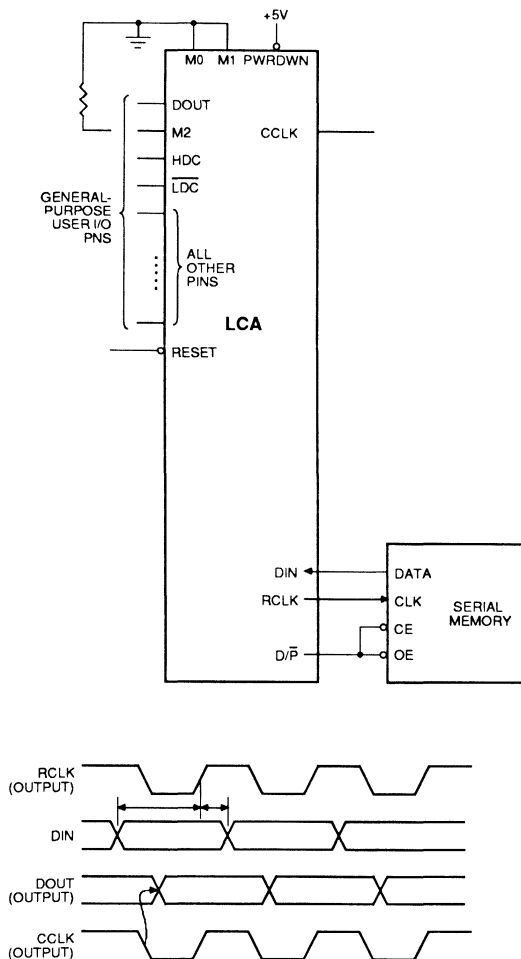 +5V
M0 M1 PWRDWN
DOUT
M2
CCLK
HDC
LDC
GENERAL-
PURPOSE
USER I/O
PNS
ALL
OTHER
PINS
LCA
RESET
DIN
DATA
RCLK
CLK
SERIAL
MEMORY
CE
D/P
OE
RCLK
(OUTPUT)
DIN
DOUT
(OUTPUT)
CCLK
(OUTPUT)